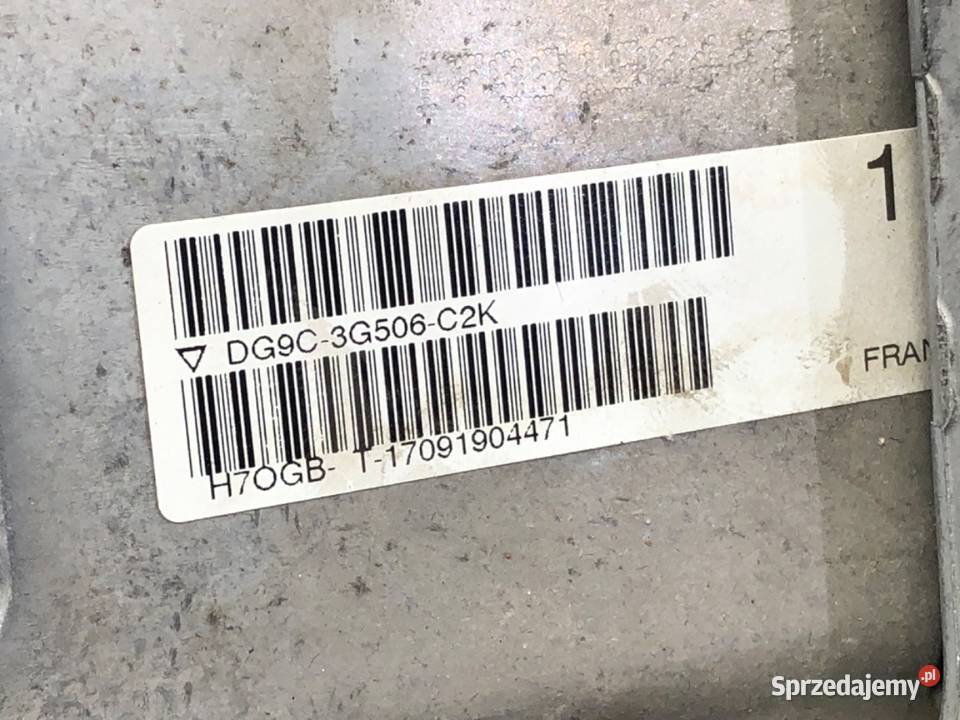 1
DG9C-3G506-C2K
FRAN
H7OGB- T-17091904471
Sprzedajemy.pl